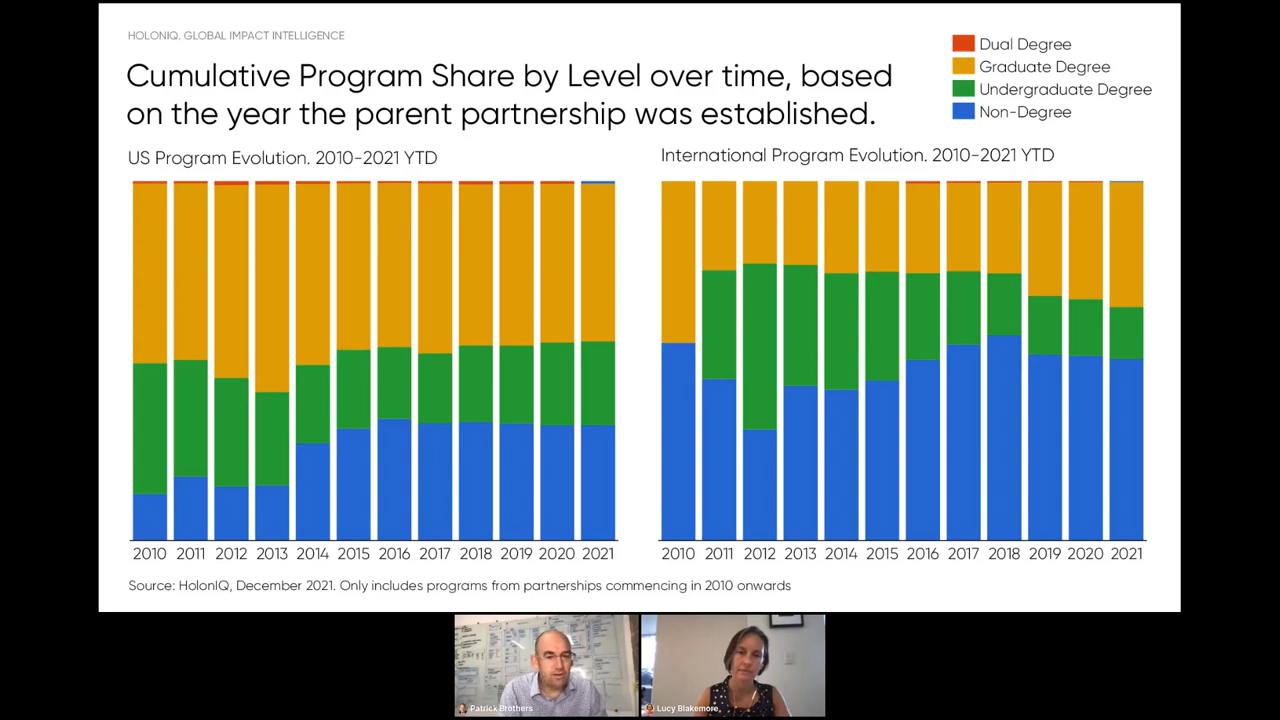 HOLONIQ. GLOBAL IMPACT INTELLIGENCE
Cumulative Program Share by Level over time, based
on the year the parent partnership was established.
Dual Degree
Graduate Degree
Undergraduate Degree
Non-Degree
US Program Evolution. 2010-2021 YTD
2010 2011 2012 2013 2014 2015 2016 2017 2018 2019 2020 2021
International Program Evolution. 2010-2021 YTD
2010 2011 2012 2013 2014 2015 2016 2017 2018 2019 2020 2021
Source: HolonIQ, December 2021. Only includes programs from partnerships commencing in 2010 onwards
Patrick Brothers
Lucy Blakemore